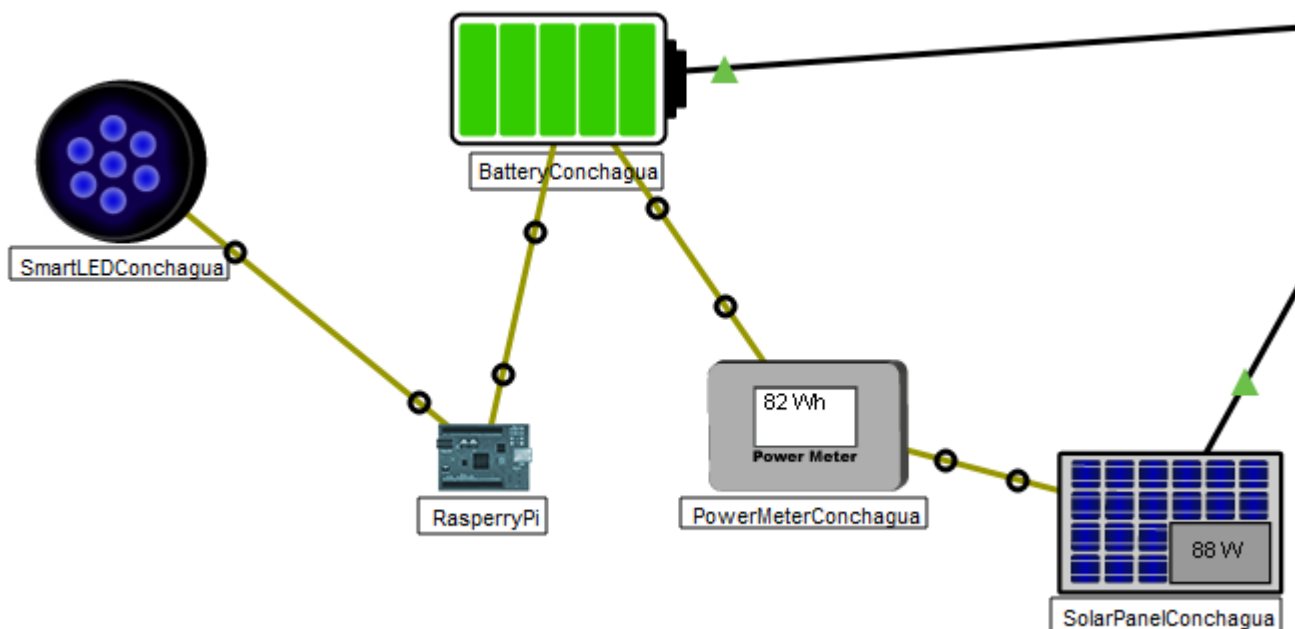 BatteryConchagua
SmartLEDConchagua
82 Wh
Power Meter
RasperryPi
PowerMeterConchagua
88 W
SolarPanelConchagua